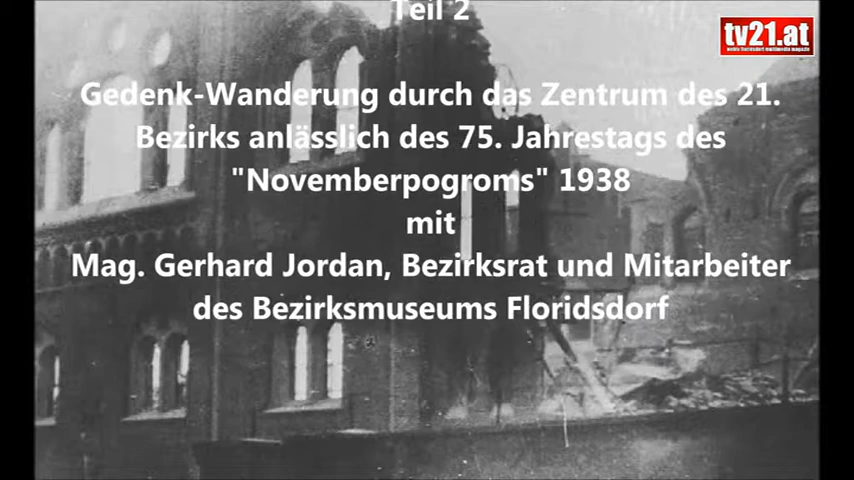 Teil 2
tv21.at
Gedenk-Wanderung durch das Zentrum des 21.
Bezirks anlässlich des 75. Jahrestags des
"Novemberpogroms" 1938
mit
Mag. Gerhard Jordan, Bezirksrat und Mitarbeiter
des Bezirksmuseums Floridsdorf